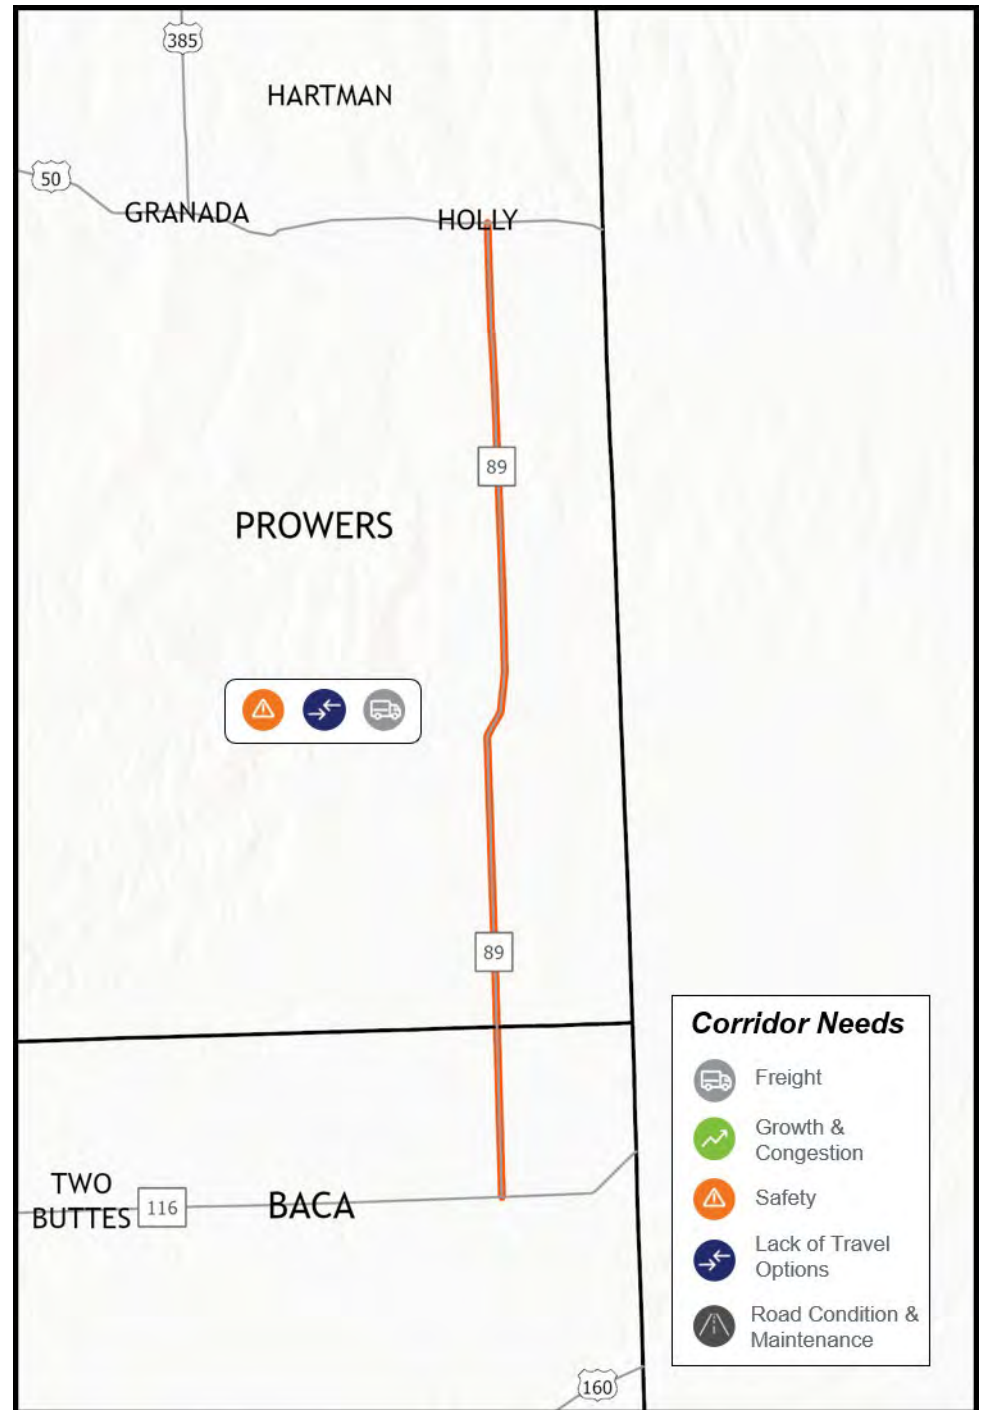 385
HARTMAN
50
GRANADA
HOLLY
89
PROWERS
89
TWO
BUTTES
116
BACA
160
Corridor Needs
Freight
Growth &
Congestion
Safety
Lack of Travel
Options
Road Condition &
Maintenance